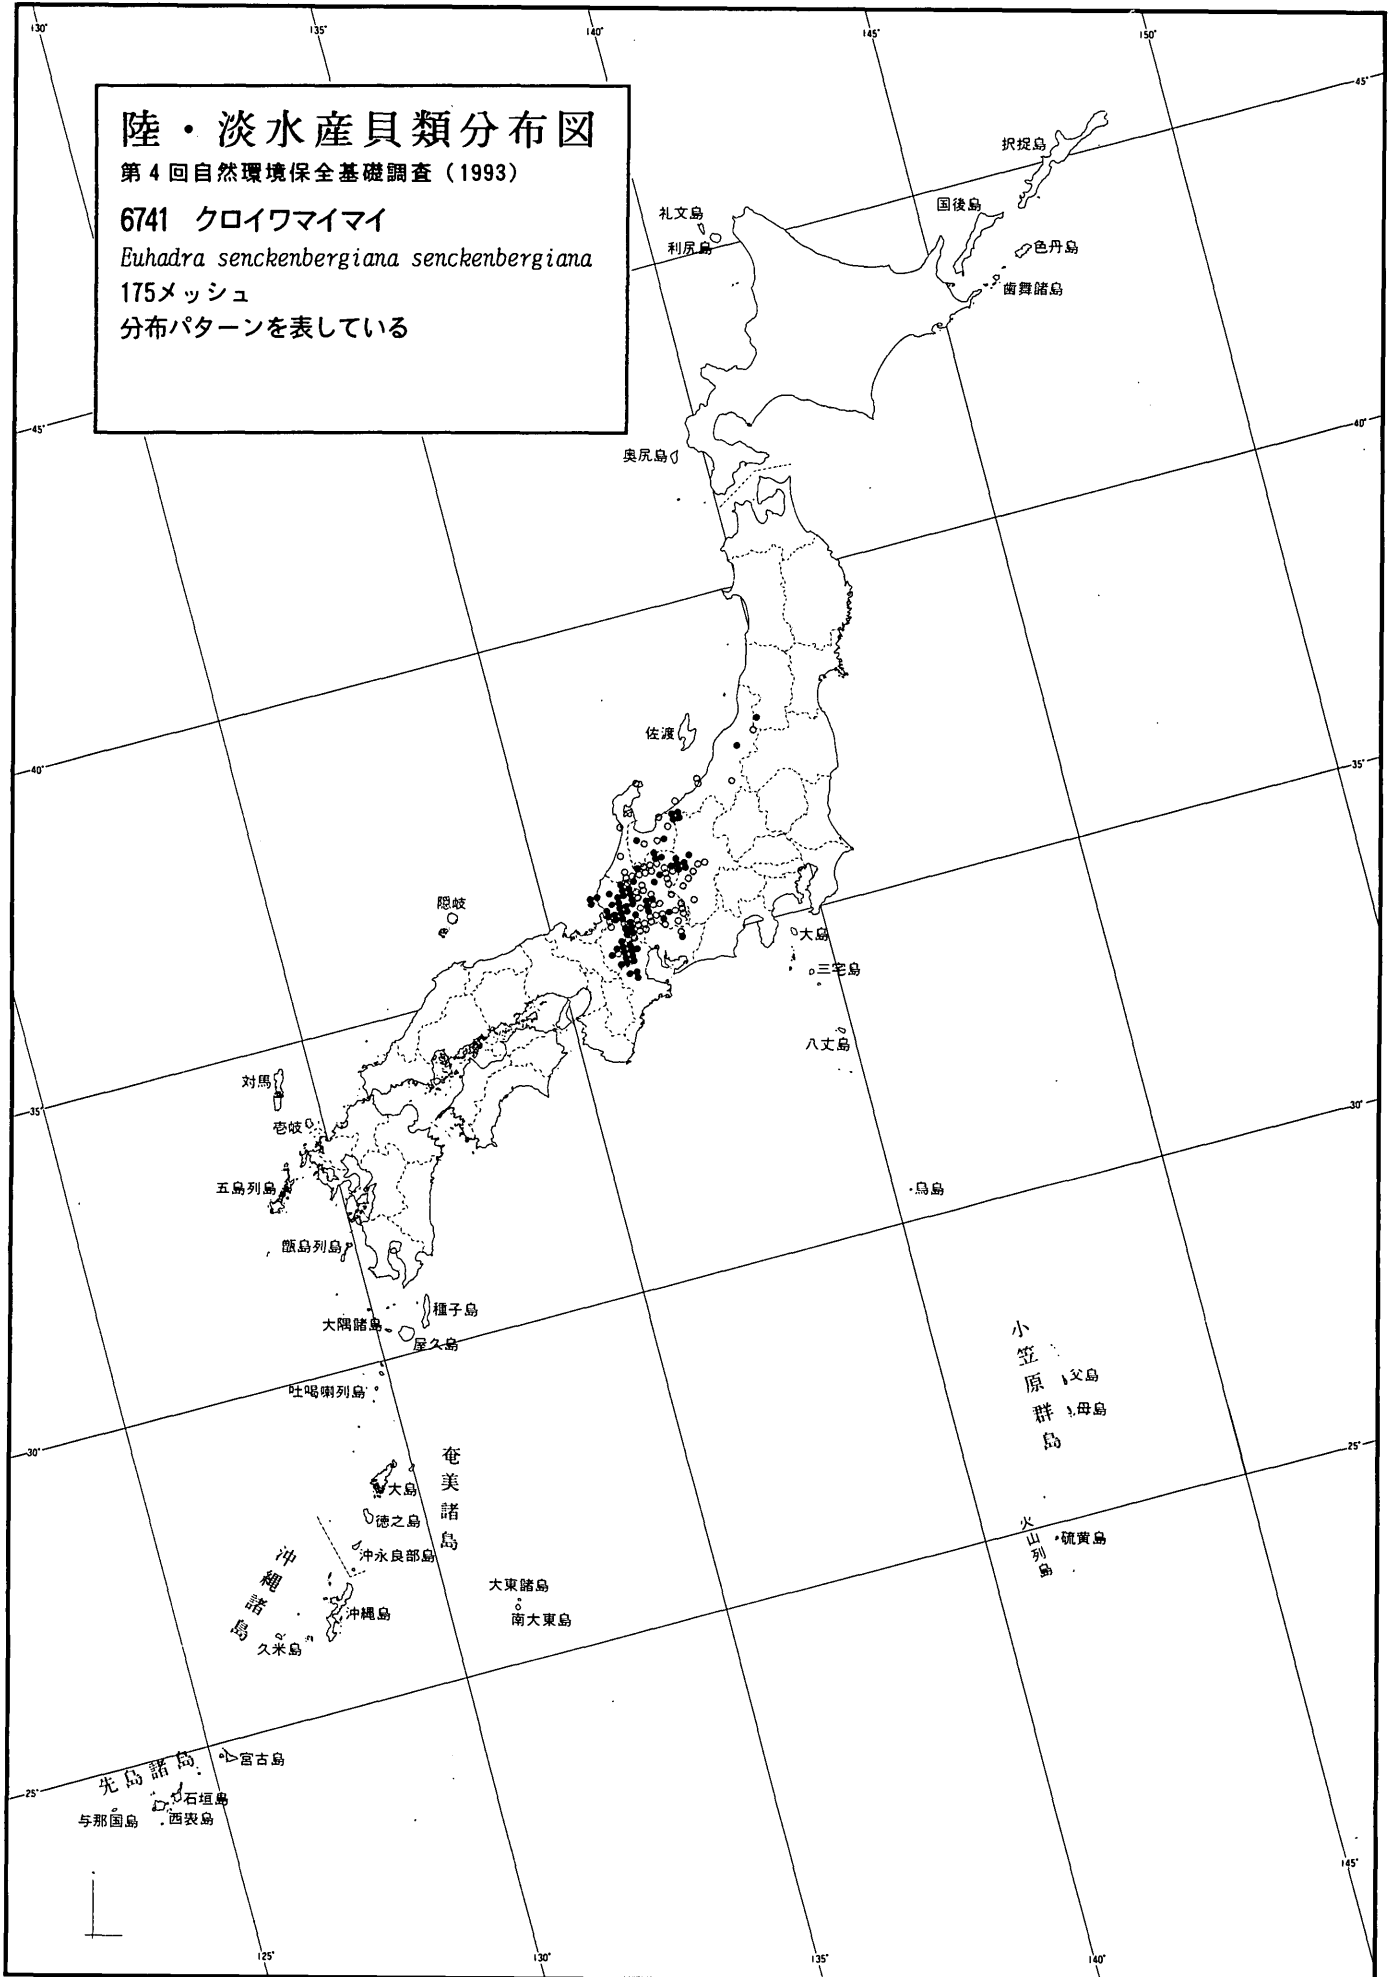 130°
135°
140°
145°
150°
陸・淡水産貝類分布図
第4回自然環境保全基礎調査（1993）
6741　クロイワマイマイ
Euhadra senckenbergiana senckenbergiana
175メッシュ
分布パターンを表している
45°
択捉島
国後島
礼文島
利尻島
色丹島
歯舞諸島
45°
40°
奥尻島
佐渡
40°
35°
隠岐
大島
三宅島
八丈島
対馬
35°
壱岐
30°
五島列島
鳥島
甑島列島
種子島
大隅諸島
屋久島
吐喝喇列島
小笠原群島
父島
母島
30°
25°
奄美諸島
大島
徳之島
沖永良部島
火山列島
硫黄島
沖縄諸島
沖縄島
久米島
大東諸島
南大東島
先島諸島
宮古島
25°
石垣島
与那国島
西表島
145°
125°
130°
135°
140°